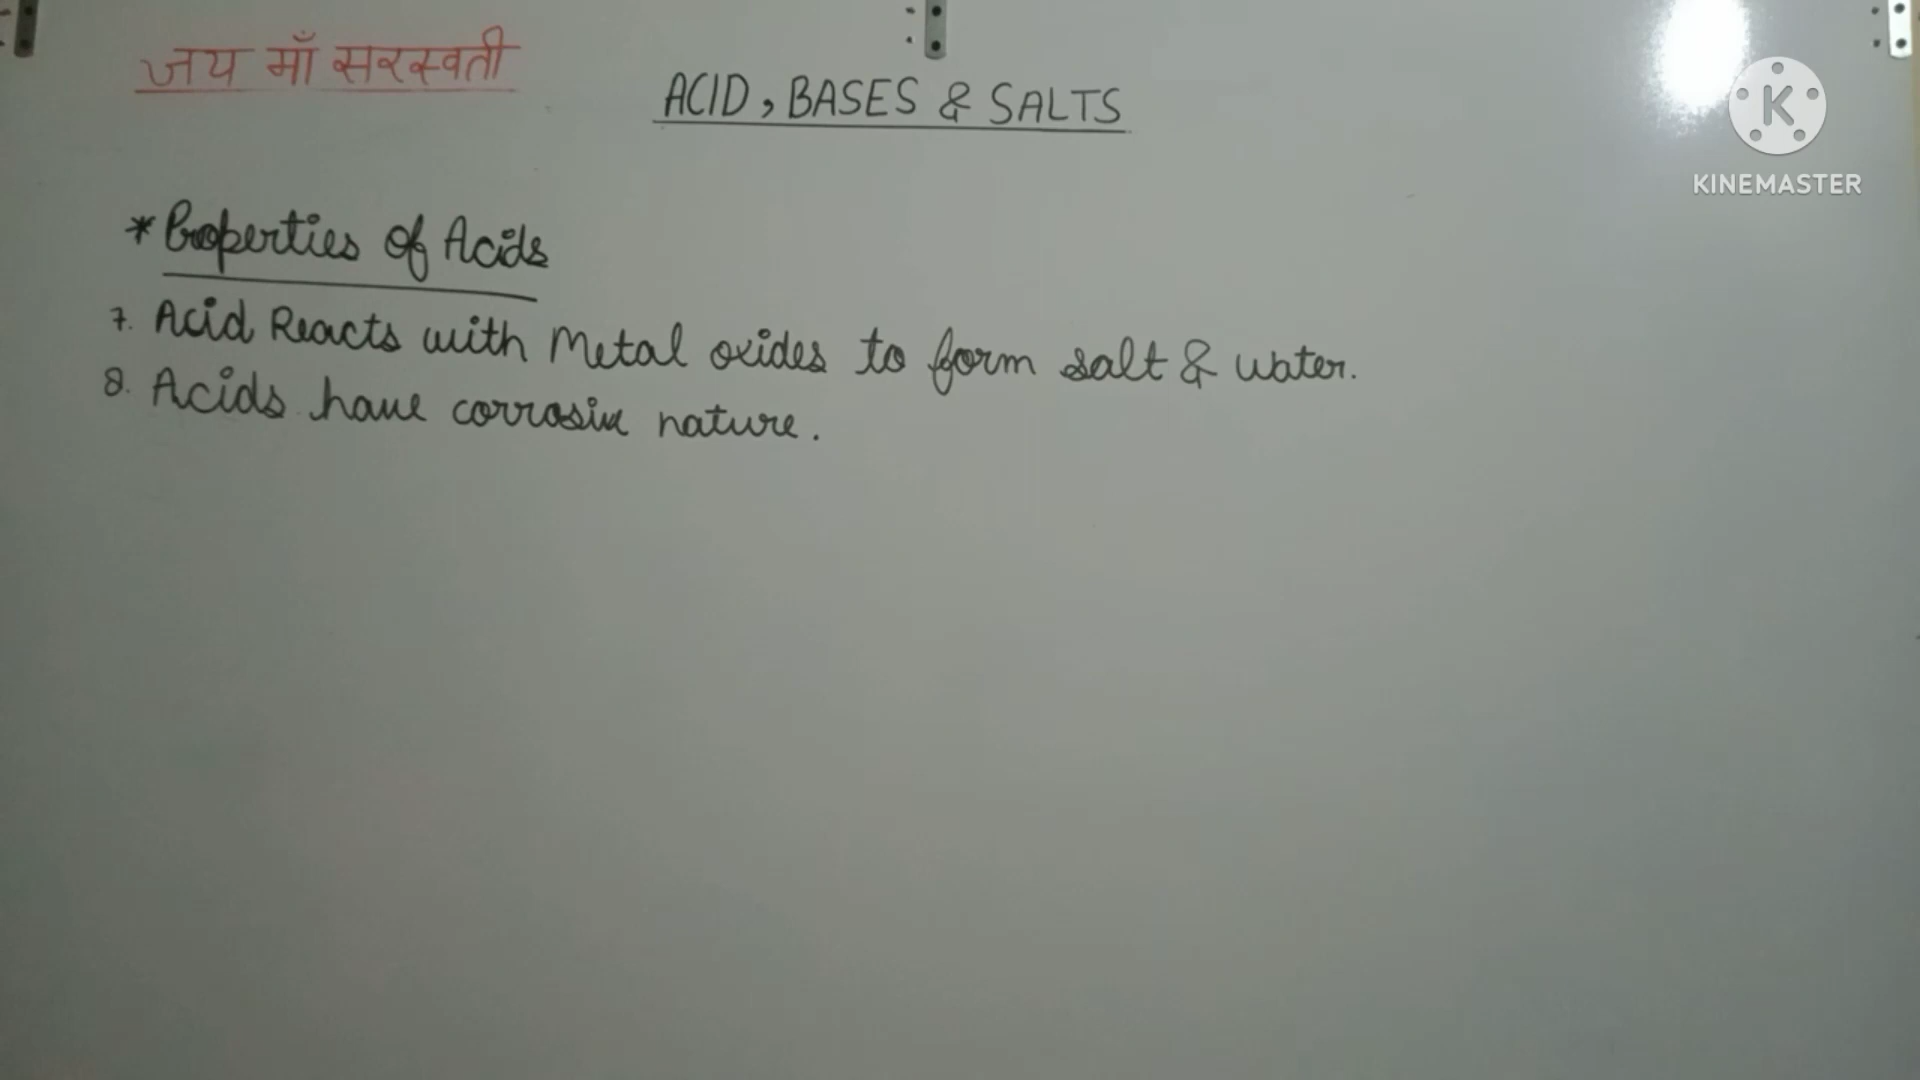 जय माँ सरस्वती
ACID, BASES & SALTS
K
KINEMASTER
* Properties of Acids
7. Acid Reacts with Metal oxides to form salt & water.
8. Acids have corrosive nature.